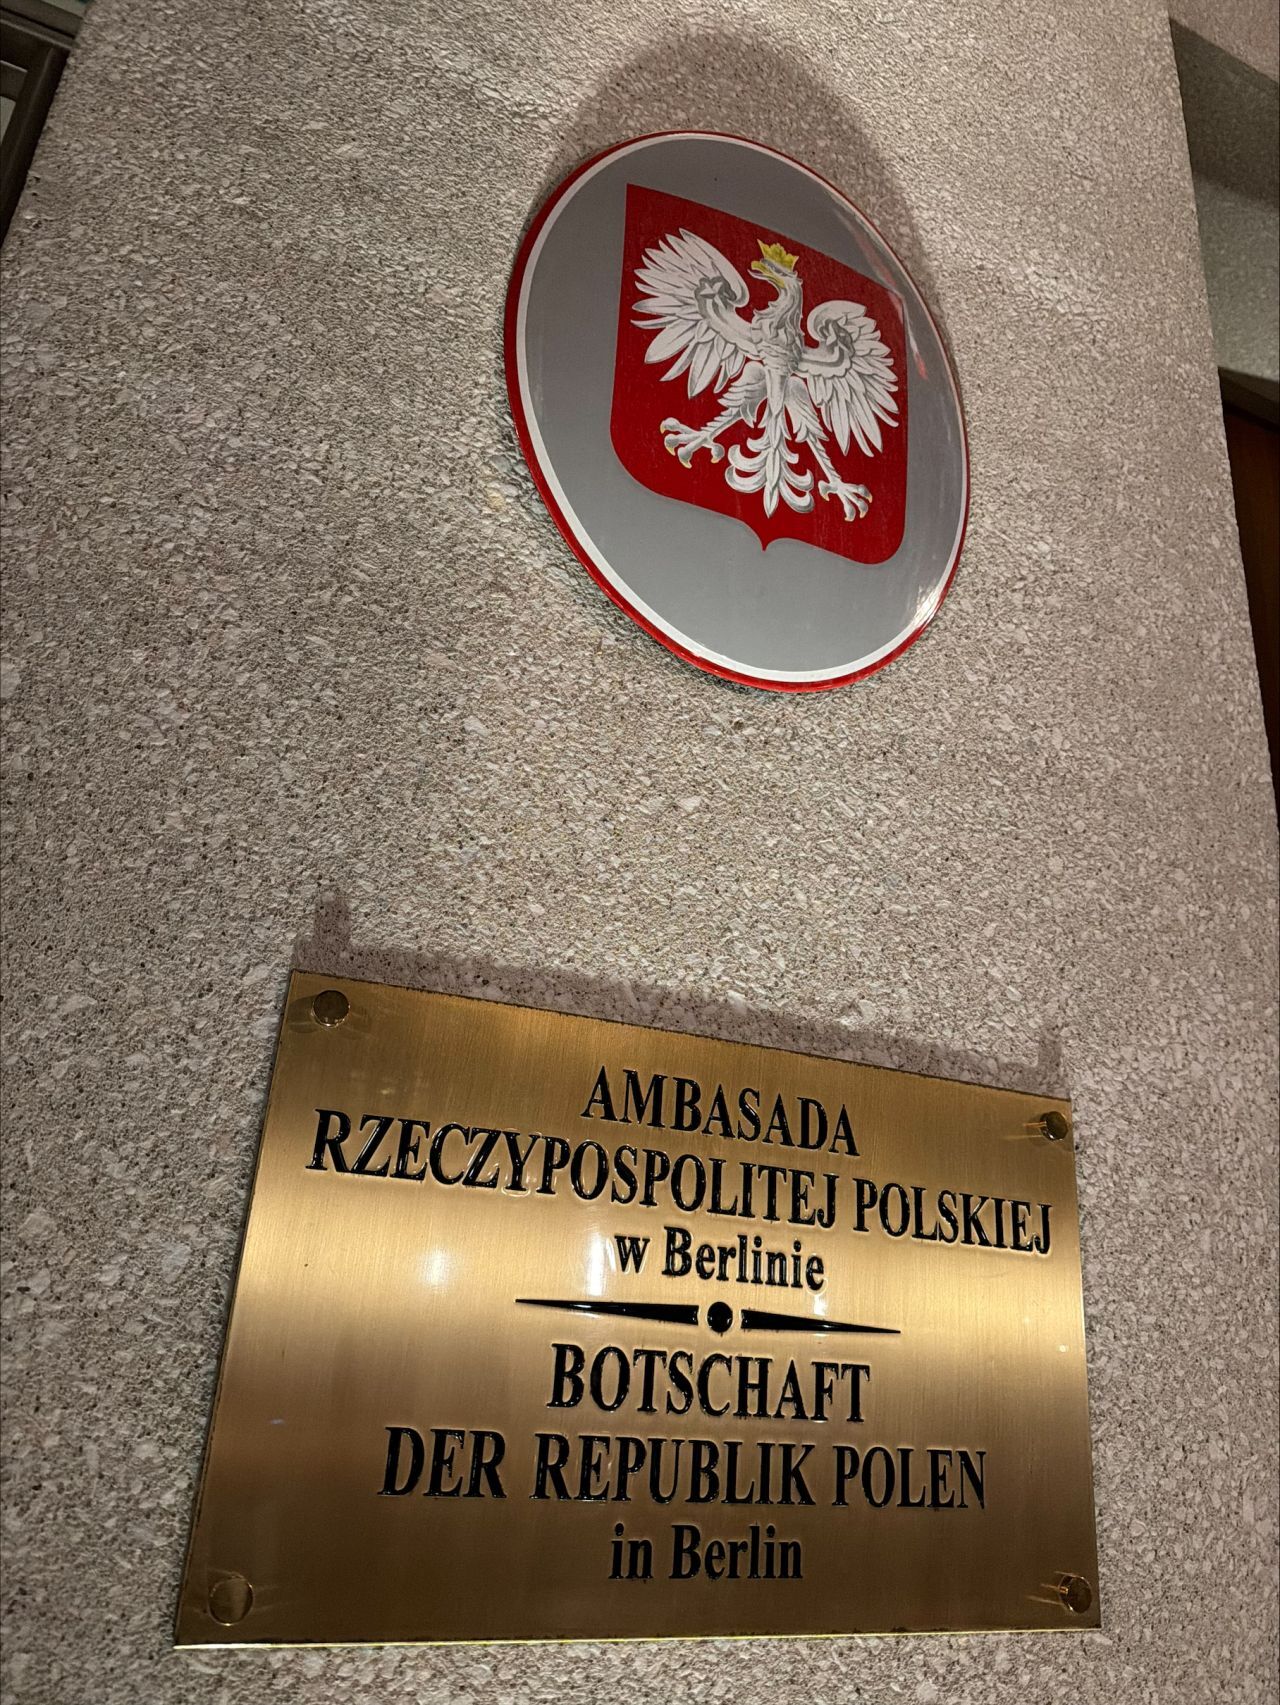 AMBASADA
RZECZYPOSPOLITEJ POLSKIEJ
w Berlinie
BOTSCHAFT
DER REPUBLIK POLEN
in Berlin